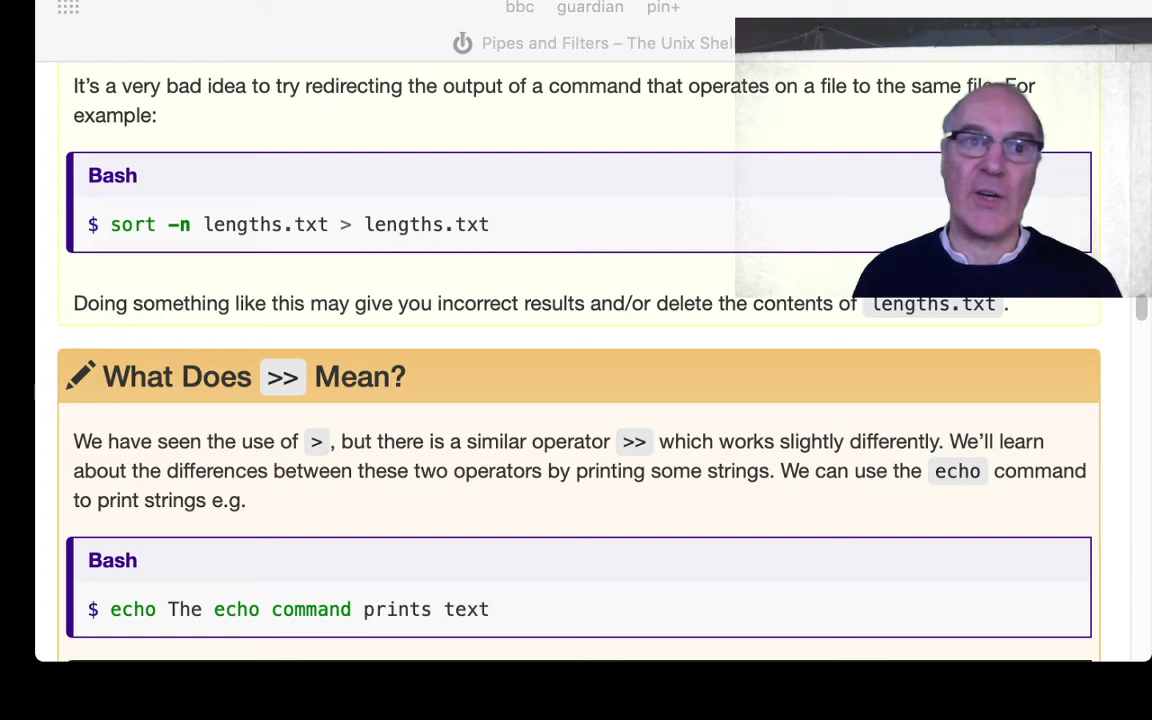 bbc guardian pin+
Pipes and Filters – The Unix Shel
It's a very bad idea to try redirecting the output of a command that operates on a file to the same file. For
example:
Bash
$ sort -n lengths.txt > lengths.txt
Doing something like this may give you incorrect results and/or delete the contents of lengths.txt.
What Does >> Mean?
We have seen the use of >, but there is a similar operator >> which works slightly differently. We'll learn
about the differences between these two operators by printing some strings. We can use the echo command
to print strings e.g.
Bash
$ echo The echo command prints text